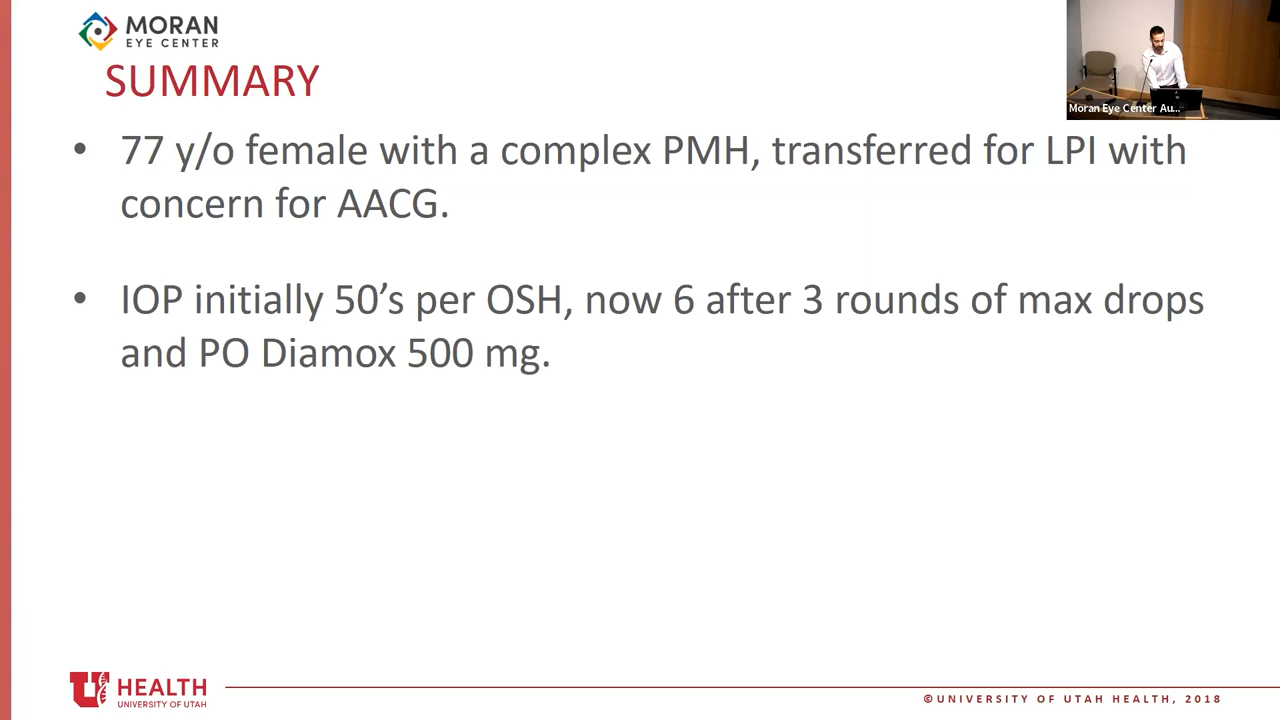 MORAN
EYE CENTER
SUMMARY
Moran Eye Center Au...
• 77 y/o female with a complex PMH, transferred for LPI with
concern for AACG.
• IOP initially 50’s per OSH, now 6 after 3 rounds of max drops
and PO Diamox 500 mg.
U HEALTH
UNIVERSITY OF UTAH
©UNIVERSITY OF UTAH HEALTH, 2018